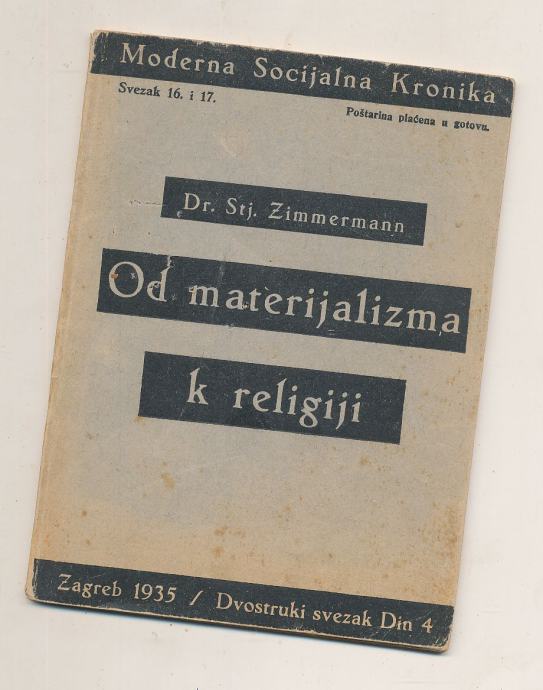 Moderna Socijalna Kronika
Svezak 16. i 17.
Poštarina plaćena u gotovu.
Dr. Stj. Zimmermann
Od materijalizma
k religiji
Zagreb 1935 / Dvostruki svezak Din 4